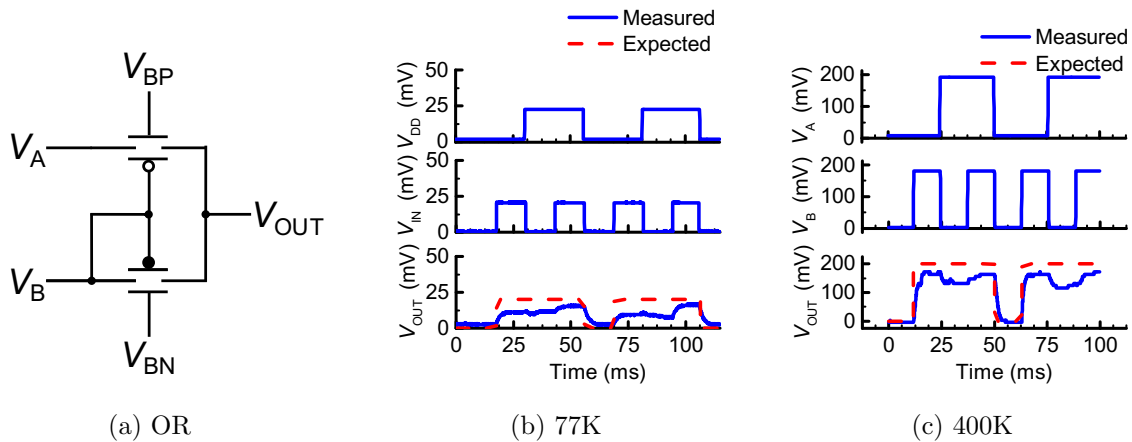 V_BP
V_A
V_B
V_OUT
V_BN
(a) OR
Measured
Expected
V_DD (mV)
50
25
0
V_IN (mV)
50
25
0
V_OUT (mV)
50
25
0
0 25 50 75 100
Time (ms)
(b) 77K
Measured
Expected
V_A (mV)
200
100
0
V_B (mV)
200
100
0
V_OUT (mV)
200
100
0
0 25 50 75 100
Time (ms)
(c) 400K